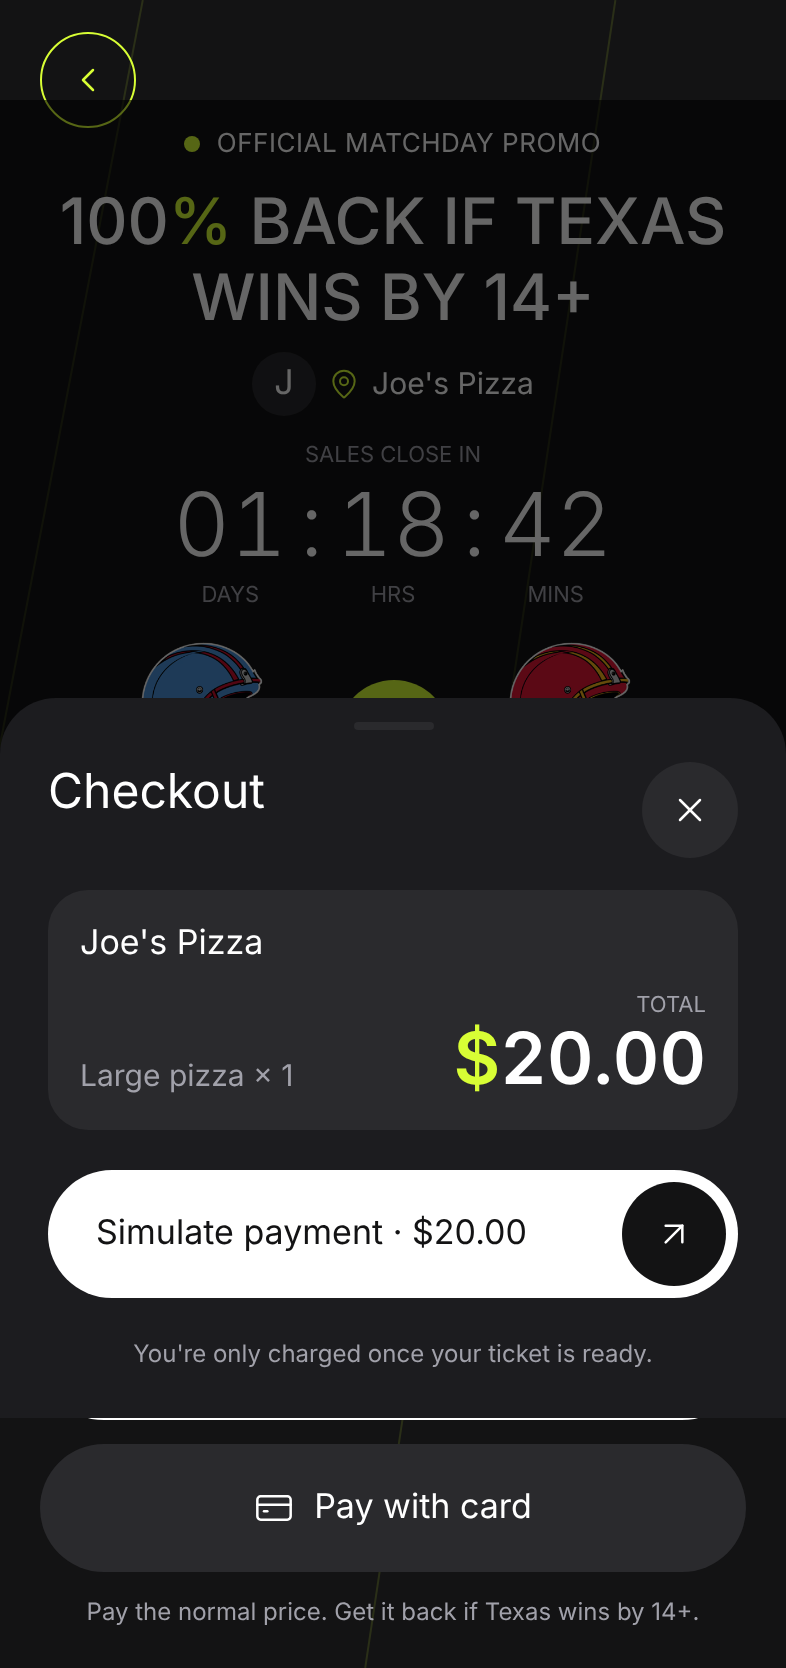 OFFICIAL MATCHDAY PROMO
100% BACK IF TEXAS
WINS BY 14+
J Joe's Pizza
SALES CLOSE IN
01 : 18 : 42
DAYS HRS MINS
Checkout
Joe's Pizza
TOTAL
Large pizza × 1 $20.00
Simulate payment · $20.00
You're only charged once your ticket is ready.
Pay with card
Pay the normal price. Get it back if Texas wins by 14+.